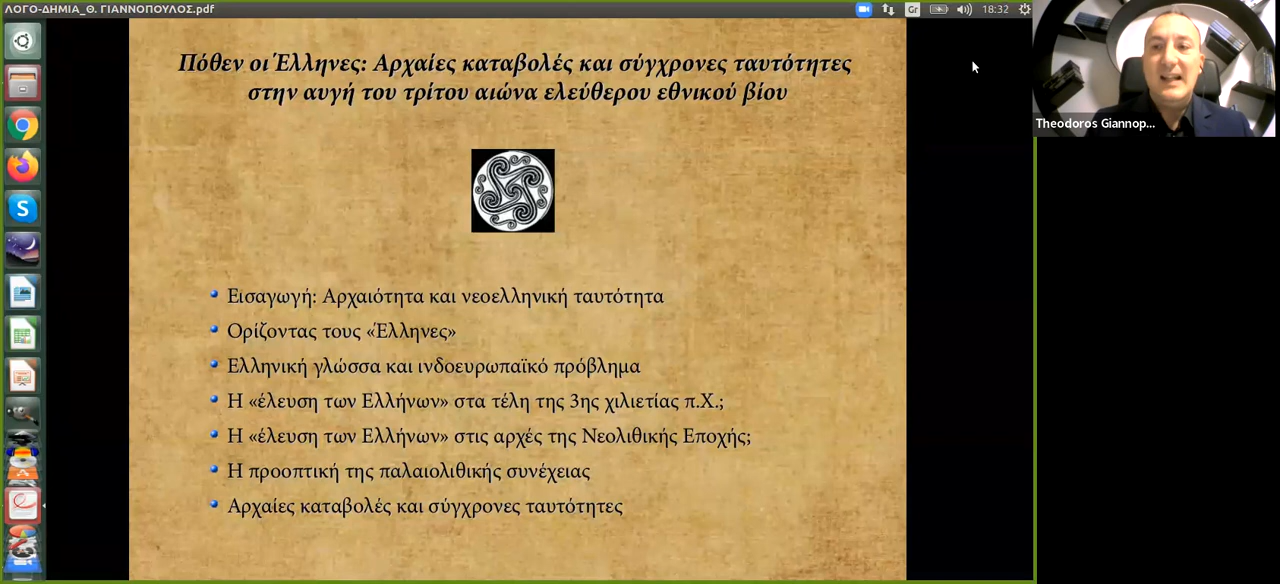 ΛΟΓΟ-ΔΗΜΙΑ_Θ. ΓΙΑΝΝΟΠΟΥΛΟΣ.pdf
Gr
18:32
Πόθεν οι Έλληνες: Αρχαίες καταβολές και σύγχρονες ταυτότητες
στην αυγή του τρίτου αιώνα ελεύθερου εθνικού βίου
Theodoros Giannop...
Εισαγωγή: Αρχαιότητα και νεοελληνική ταυτότητα
Ορίζοντας τους «Έλληνες»
Ελληνική γλώσσα και ινδοευρωπαϊκό πρόβλημα
Η «έλευση των Ελλήνων» στα τέλη της 3ης χιλιετίας π.Χ.;
Η «έλευση των Ελλήνων» στις αρχές της Νεολιθικής Εποχής;
Η προοπτική της παλαιολιθικής συνέχειας
Αρχαίες καταβολές και σύγχρονες ταυτότητες